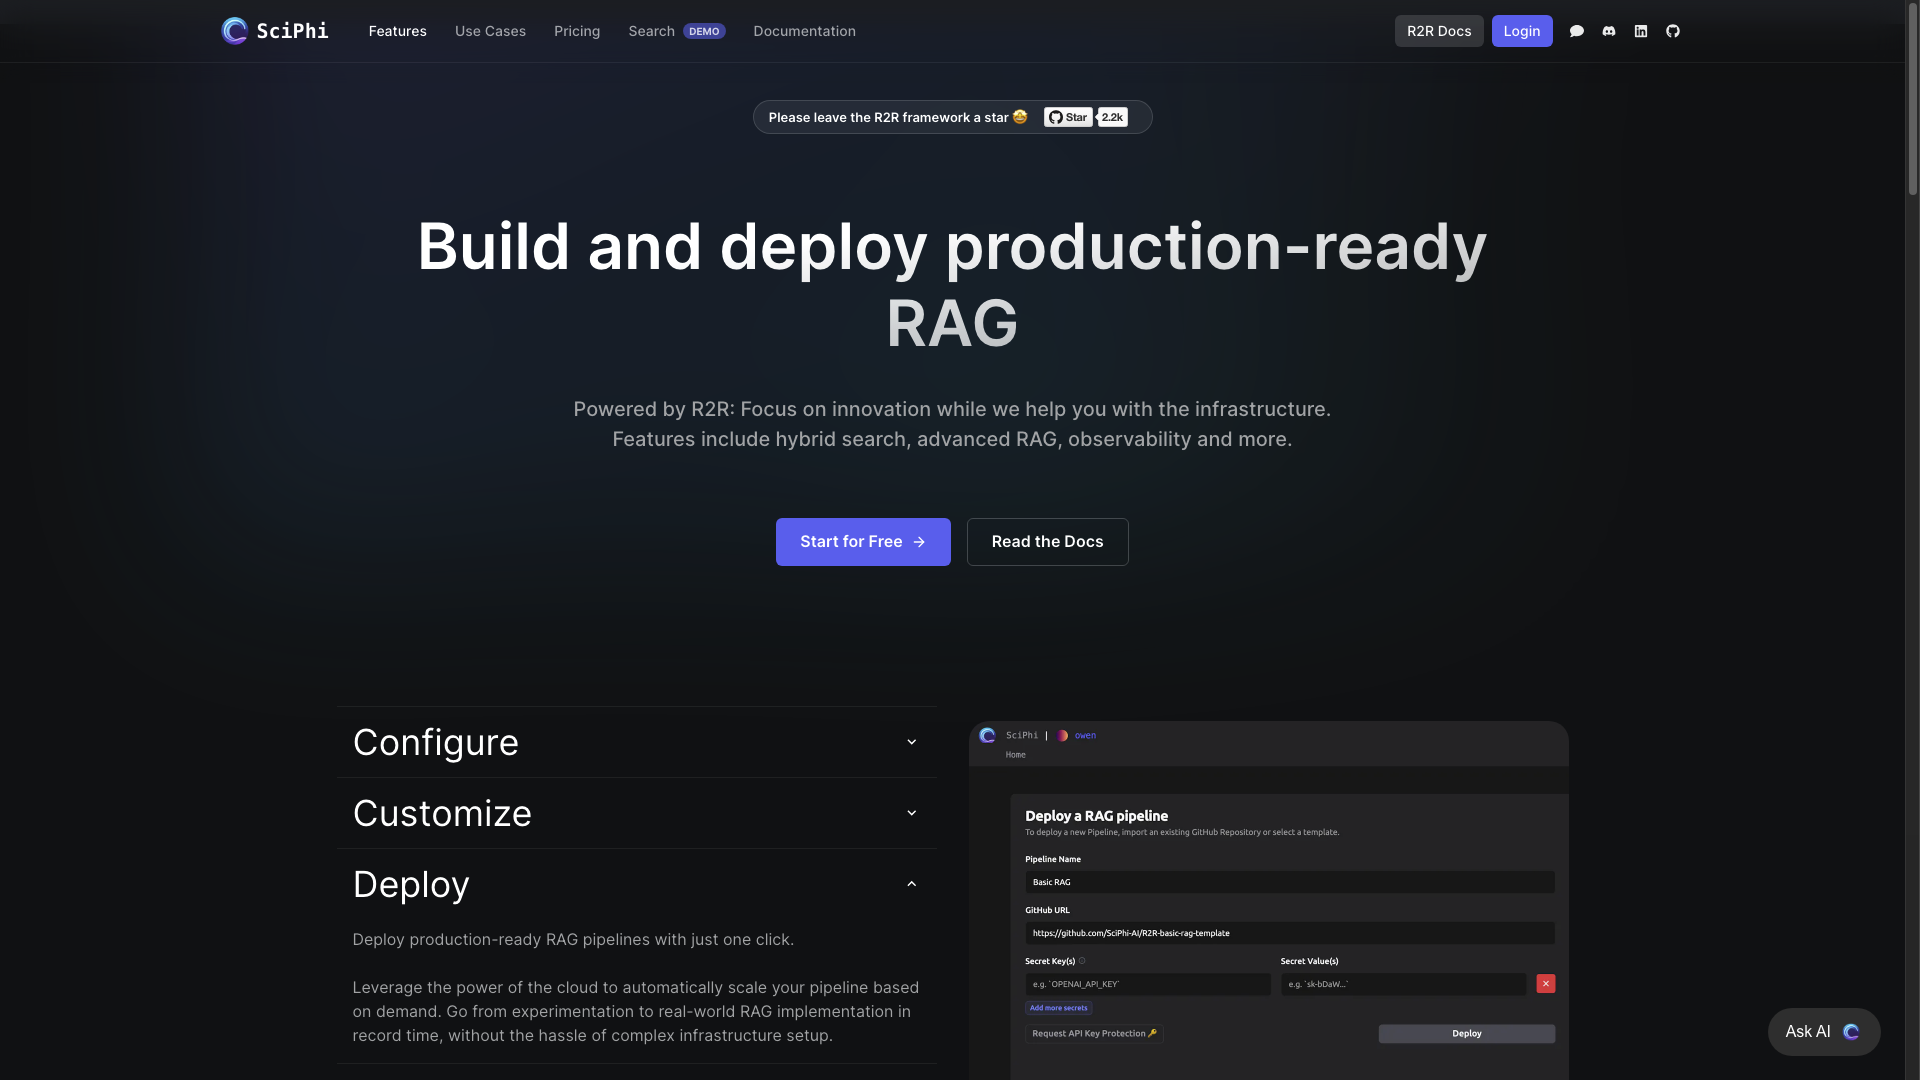 SciPhi
Features
Use Cases
Pricing
Search DEMO
Documentation
R2R Docs
Login
Please leave the R2R framework a star 🤩
Star
2.2k
Build and deploy production-ready
RAG
Powered by R2R: Focus on innovation while we help you with the infrastructure.
Features include hybrid search, advanced RAG, observability and more.
Start for Free →
Read the Docs
Configure
Customize
Deploy
Deploy production-ready RAG pipelines with just one click.
Leverage the power of the cloud to automatically scale your pipeline based
on demand. Go from experimentation to real-world RAG implementation in
record time, without the hassle of complex infrastructure setup.
SciPhi | owen
Home
Deploy a RAG pipeline
To deploy a new Pipeline, import an existing GitHub Repository or select a template.
Pipeline Name
Basic RAG
GitHub URL
https://github.com/SciPhi-AI/R2R-basic-rag-template
Secret Key(s)
Secret Value(s)
e.g. `OPENAI_API_KEY`
e.g. `sk-bDaW...`
Add more secrets
Request API Key Protection 🔑
Deploy
Ask AI